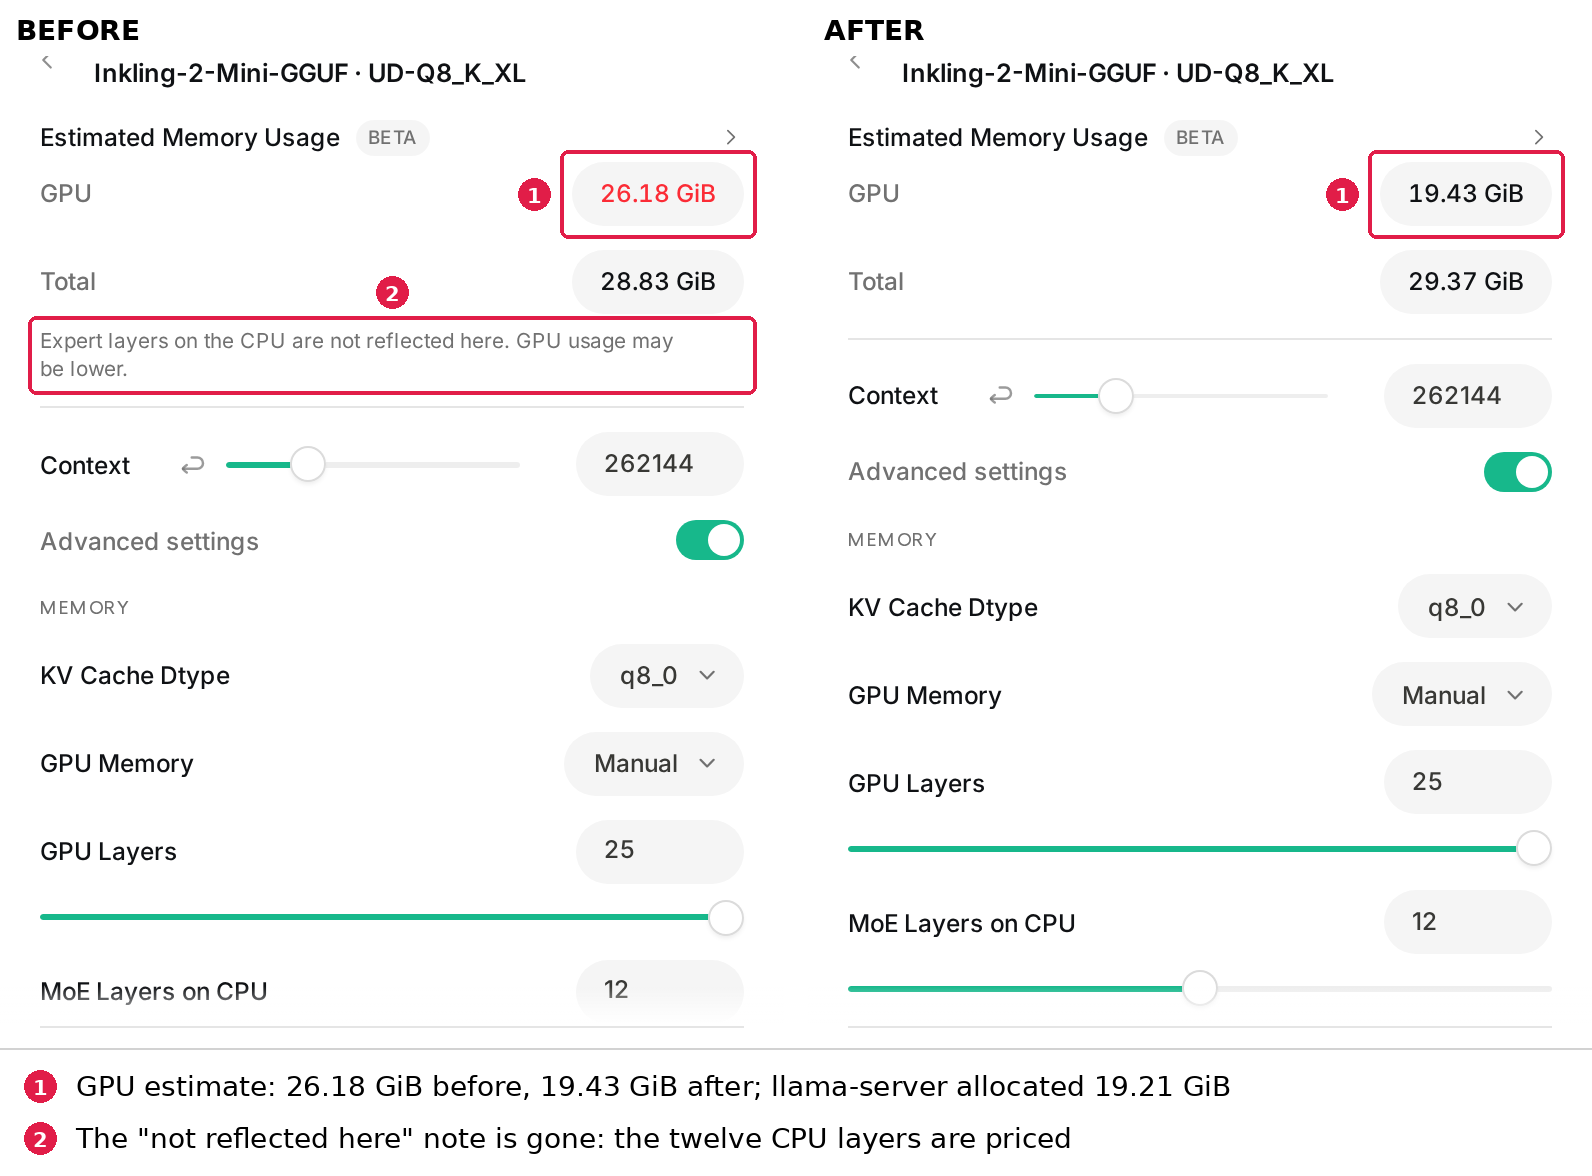 BEFORE
Inkling-2-Mini-GGUF · UD-Q8_K_XL
Estimated Memory Usage BETA
GPU
1
26.18 GiB
Total
28.83 GiB
2
Expert layers on the CPU are not reflected here. GPU usage may
be lower.
Context
262144
Advanced settings
MEMORY
KV Cache Dtype
q8_0
GPU Memory
Manual
GPU Layers
25
MoE Layers on CPU
12
AFTER
Inkling-2-Mini-GGUF · UD-Q8_K_XL
Estimated Memory Usage BETA
GPU
1
19.43 GiB
Total
29.37 GiB
Context
262144
Advanced settings
MEMORY
KV Cache Dtype
q8_0
GPU Memory
Manual
GPU Layers
25
MoE Layers on CPU
12
1 GPU estimate: 26.18 GiB before, 19.43 GiB after; llama-server allocated 19.21 GiB
2 The "not reflected here" note is gone: the twelve CPU layers are priced